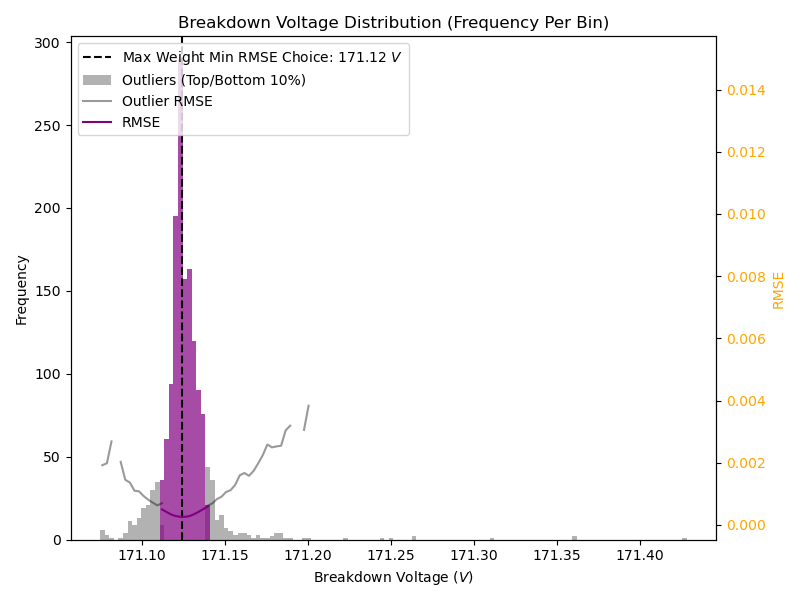 Breakdown Voltage Distribution (Frequency Per Bin)
Max Weight Min RMSE Choice: 171.12 V
Outliers (Top/Bottom 10%)
Outlier RMSE
RMSE
300
250
200
150
100
50
0
Frequency
0.014
0.012
0.010
0.008
0.006
0.004
0.002
0.000
RMSE
171.10 171.15 171.20 171.25 171.30 171.35 171.40
Breakdown Voltage (V)